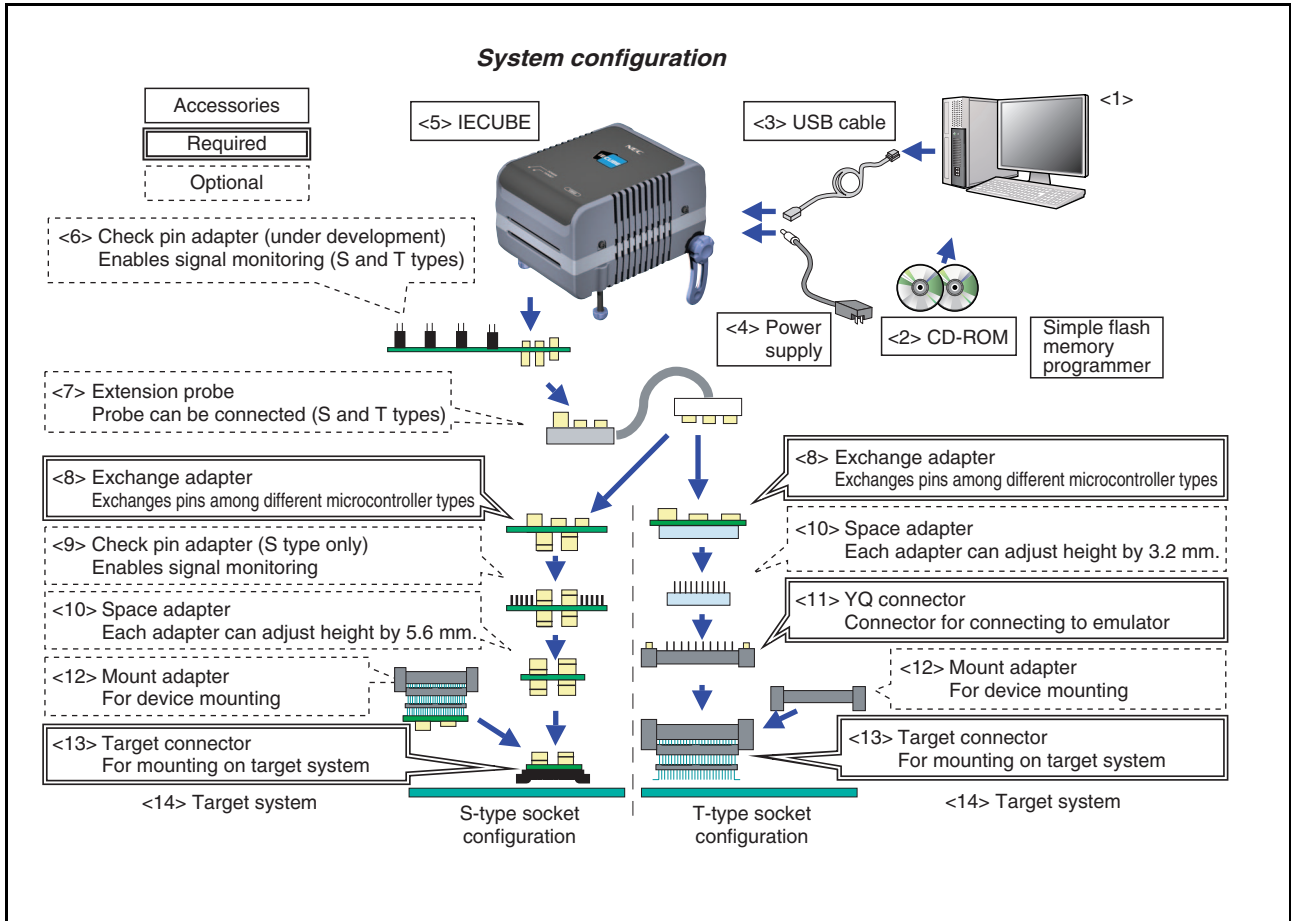 System configuration
Accessories
Required
Optional
<5> IECUBE
<3> USB cable
<1>
NEC
<6> Check pin adapter (under development)
Enables signal monitoring (S and T types)
<4> Power
supply
<2> CD-ROM
Simple flash
memory
programmer
<7> Extension probe
Probe can be connected (S and T types)
<8> Exchange adapter
Exchanges pins among different microcontroller types
<9> Check pin adapter (S type only)
Enables signal monitoring
<10> Space adapter
Each adapter can adjust height by 5.6 mm.
<12> Mount adapter
For device mounting
<13> Target connector
For mounting on target system
<14> Target system
S-type socket
configuration
<8> Exchange adapter
Exchanges pins among different microcontroller types
<10> Space adapter
Each adapter can adjust height by 3.2 mm.
<11> YQ connector
Connector for connecting to emulator
<12> Mount adapter
For device mounting
<13> Target connector
For mounting on target system
T-type socket
configuration
<14> Target system